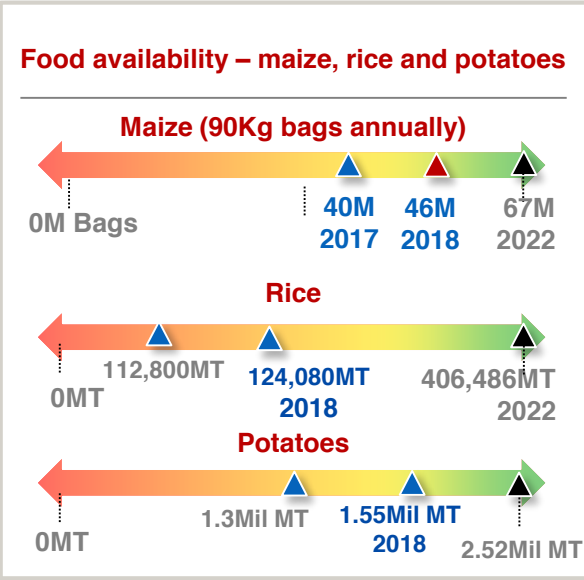 Food availability – maize, rice and potatoes
Maize (90Kg bags annually)
0M Bags
40M
2017
46M
2018
67M
2022
Rice
0MT
112,800MT
124,080MT
2018
406,486MT
2022
Potatoes
0MT
1.3Mil MT
1.55Mil MT
2018
2.52Mil MT